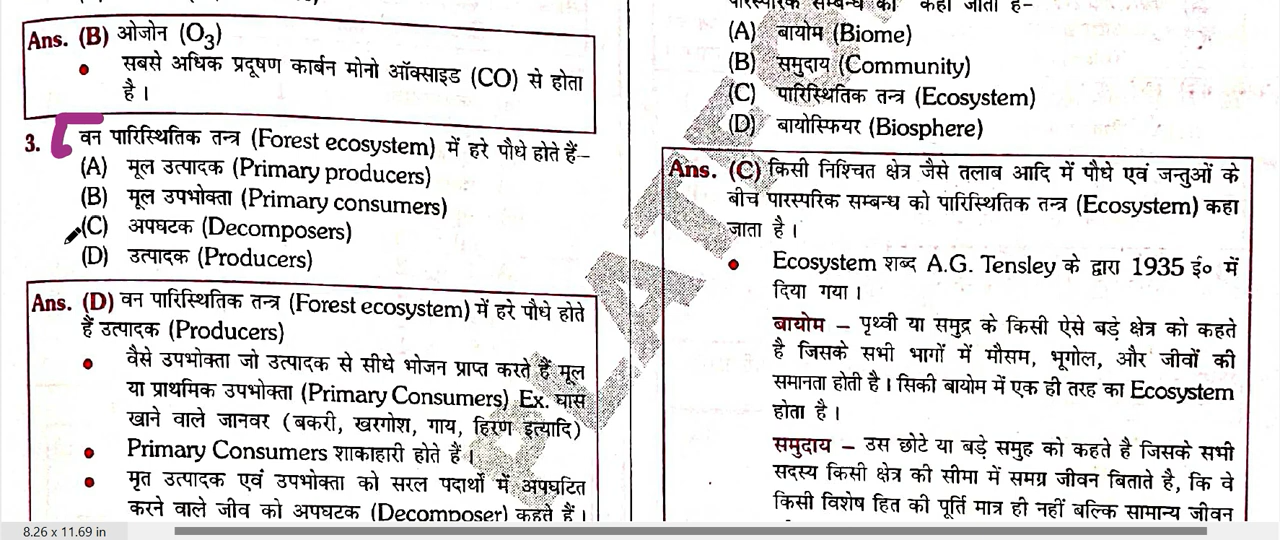 Ans. (B) ओजोन (O3)
• सबसे अधिक प्रदूषण कार्बन मोनो ऑक्साइड (CO) से होता
है।
3. वन पारिस्थितिक तन्त्र (Forest ecosystem) में हरे पौधे होते हैं–
(A) मूल उत्पादक (Primary producers)
(B) मूल उपभोक्ता (Primary consumers)
(C) अपघटक (Decomposers)
(D) उत्पादक (Producers)
Ans. (D) वन पारिस्थितिक तन्त्र (Forest ecosystem) में हरे पौधे होते
हैं उत्पादक (Producers)
• वैसे उपभोक्ता जो उत्पादक से सीधे भोजन प्राप्त करते हैं मूल
या प्राथमिक उपभोक्ता (Primary Consumers) Ex. घास
खाने वाले जानवर (बकरी, खरगोश, गाय, हिरण इत्यादि)
• Primary Consumers शाकाहारी होते हैं।
• मृत उत्पादक एवं उपभोक्ता को सरल पदार्थों में अपघटित
करने वाले जीव को अपघटक (Decomposer) कहते हैं।
पारस्परिक सम्बन्ध को कहा जाता है–
(A) बायोम (Biome)
(B) समुदाय (Community)
(C) पारिस्थितिक तन्त्र (Ecosystem)
(D) बायोस्फियर (Biosphere)
Ans. (C) किसी निश्चित क्षेत्र जैसे तलाब आदि में पौधे एवं जन्तुओं के
बीच पारस्परिक सम्बन्ध को पारिस्थितिक तन्त्र (Ecosystem) कहा
जाता है।
• Ecosystem शब्द A.G. Tensley के द्वारा 1935 ई० में
दिया गया।
बायोम – पृथ्वी या समुद्र के किसी ऐसे बड़े क्षेत्र को कहते
है जिसके सभी भागों में मौसम, भूगोल, और जीवों की
समानता होती है। सिकी बायोम में एक ही तरह का Ecosystem
होता है।
समुदाय – उस छोटे या बड़े समुह को कहते है जिसके सभी
सदस्य किसी क्षेत्र की सीमा में समग्र जीवन बिताते है, कि वे
किसी विशेष हित की पूर्ति मात्र ही नहीं बल्कि सामान्य जीवन
8.26 x 11.69 in